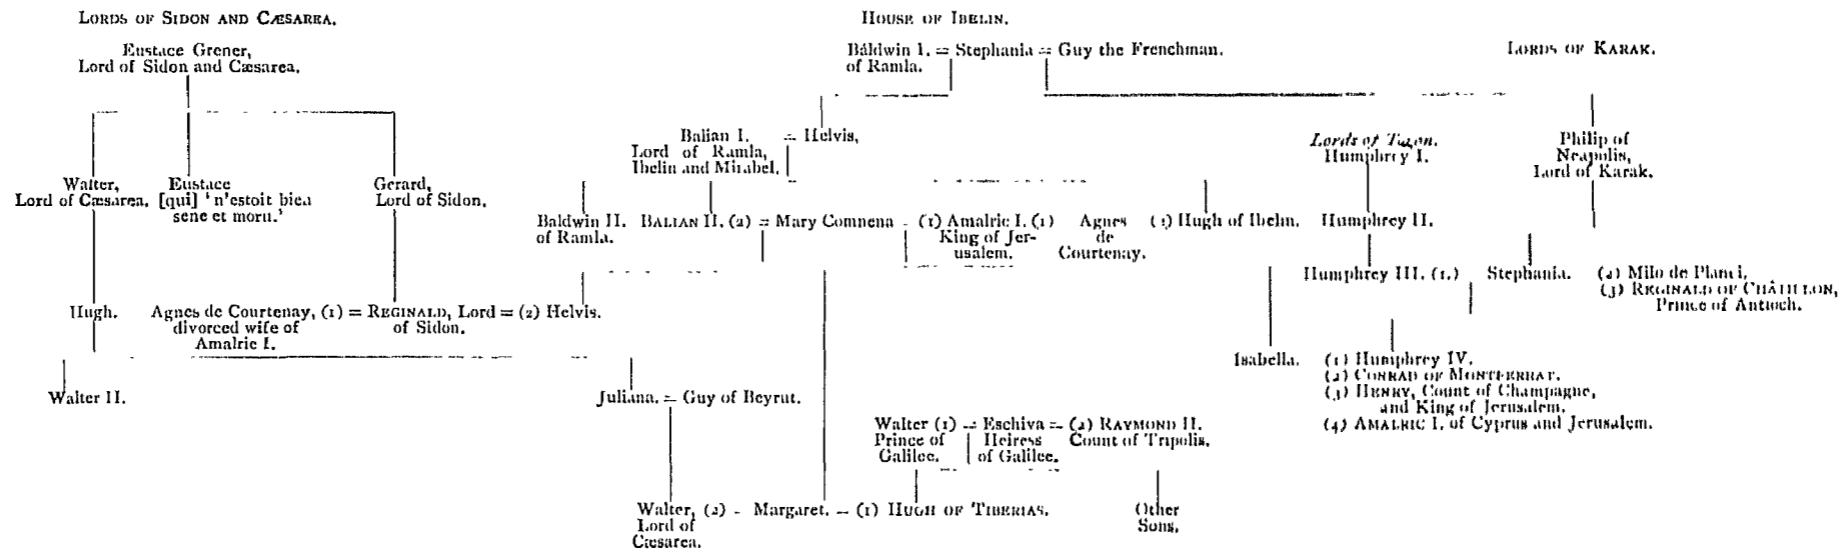 LORDS OF SIDON AND CÆSAREA.
HOUSE OF IBELIN.
Eustace Grener,
Lord of Sidon and Cæsarea.
Baldwin I. = Stephania = Guy the Frenchman.
of Ramla.
LORDS OF KARAK.
Balian I. = Helvis,
Lord of Ramla,
Ibelin and Mirabel.
Lords of
Humphrey I.
Philip of
Neapolis,
Lord of Karak.
Walter,
Lord of Cæsarea.
Eustace
[qui] 'n'estoit bien
sene et
Gerard,
Lord of Sidon.
Baldwin II.
of Ramla.
BALIAN II. (2) = Mary Comnena - (1) Amalric I. (1)
King of Jer-
usalem.
Agnes
de
Courtenay.
Hugh of Ibelin.
Humphrey II.
Humphrey III. (1.)
Stephania.
(2) Milo de Planci,
(3) REGINALD OF CHÂTILLON,
Prince of Antioch.
Hugh.
Agnes de Courtenay, (1) = REGINALD, Lord = (2) Helvis.
divorced wife of
Amalric I.
of Sidon.
Isabella.
(1) Humphrey IV.
(2) CONRAD OF MONTFERRAT.
(3) HENRY, Count of Champagne,
and King of Jerusalem.
(4) AMALRIC I. of Cyprus and Jerusalem.
Walter II.
Juliana. = Guy of Beyrut.
Walter (1) = Eschiva = (2) RAYMOND II.
Prince of
Galilee.
Heiress
of Galilee.
Count of Tripolis.
Walter, (2) - Margaret. - (1) HUGH OF TIBERIAS.
Lord of
Cæsarea.
Other
Sons.